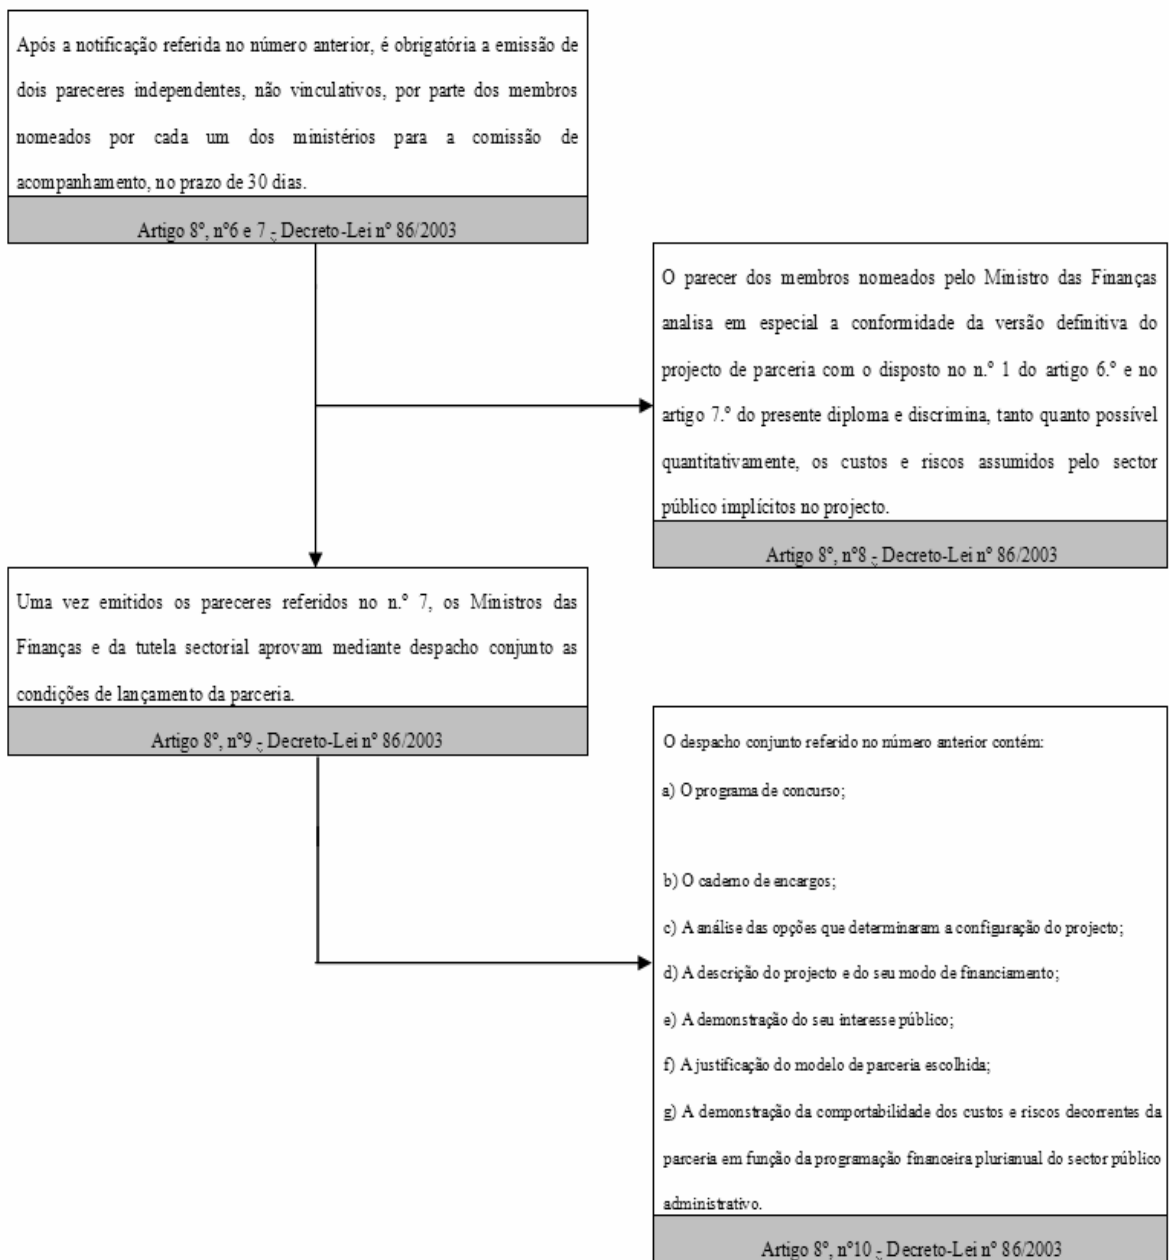 Após a notificação referida no número anterior, é obrigatória a emissão de
dois pareceres independentes, não vinculativos, por parte dos membros
nomeados por cada um dos ministérios para a comissão de
acompanhamento, no prazo de 30 dias.
Artigo 8º, nº6 e 7 - Decreto-Lei nº 86/2003
O parecer dos membros nomeados pelo Ministro das Finanças
analisa em especial a conformidade da versão definitiva do
projecto de parceria com o disposto no n.º 1 do artigo 6.º e no
artigo 7.º do presente diploma e discrimina, tanto quanto possível
quantitativamente, os custos e riscos assumidos pelo sector
público implícitos no projecto.
Artigo 8º, nº8 - Decreto-Lei nº 86/2003
Uma vez emitidos os pareceres referidos no n.º 7, os Ministros das
Finanças e da tutela sectorial aprovam mediante despacho conjunto as
condições de lançamento da parceria.
Artigo 8º, nº9 - Decreto-Lei nº 86/2003
O despacho conjunto referido no número anterior contém:
a) O programa de concurso;
b) O caderno de encargos;
c) A análise das opções que determinaram a configuração do projecto;
d) A descrição do projecto e do seu modo de financiamento;
e) A demonstração do seu interesse público;
f) A justificação do modelo de parceria escolhida;
g) A demonstração da comportabilidade dos custos e riscos decorrentes da
parceria em função da programação financeira plurianual do sector público
administrativo.
Artigo 8º, nº10 - Decreto-Lei nº 86/2003